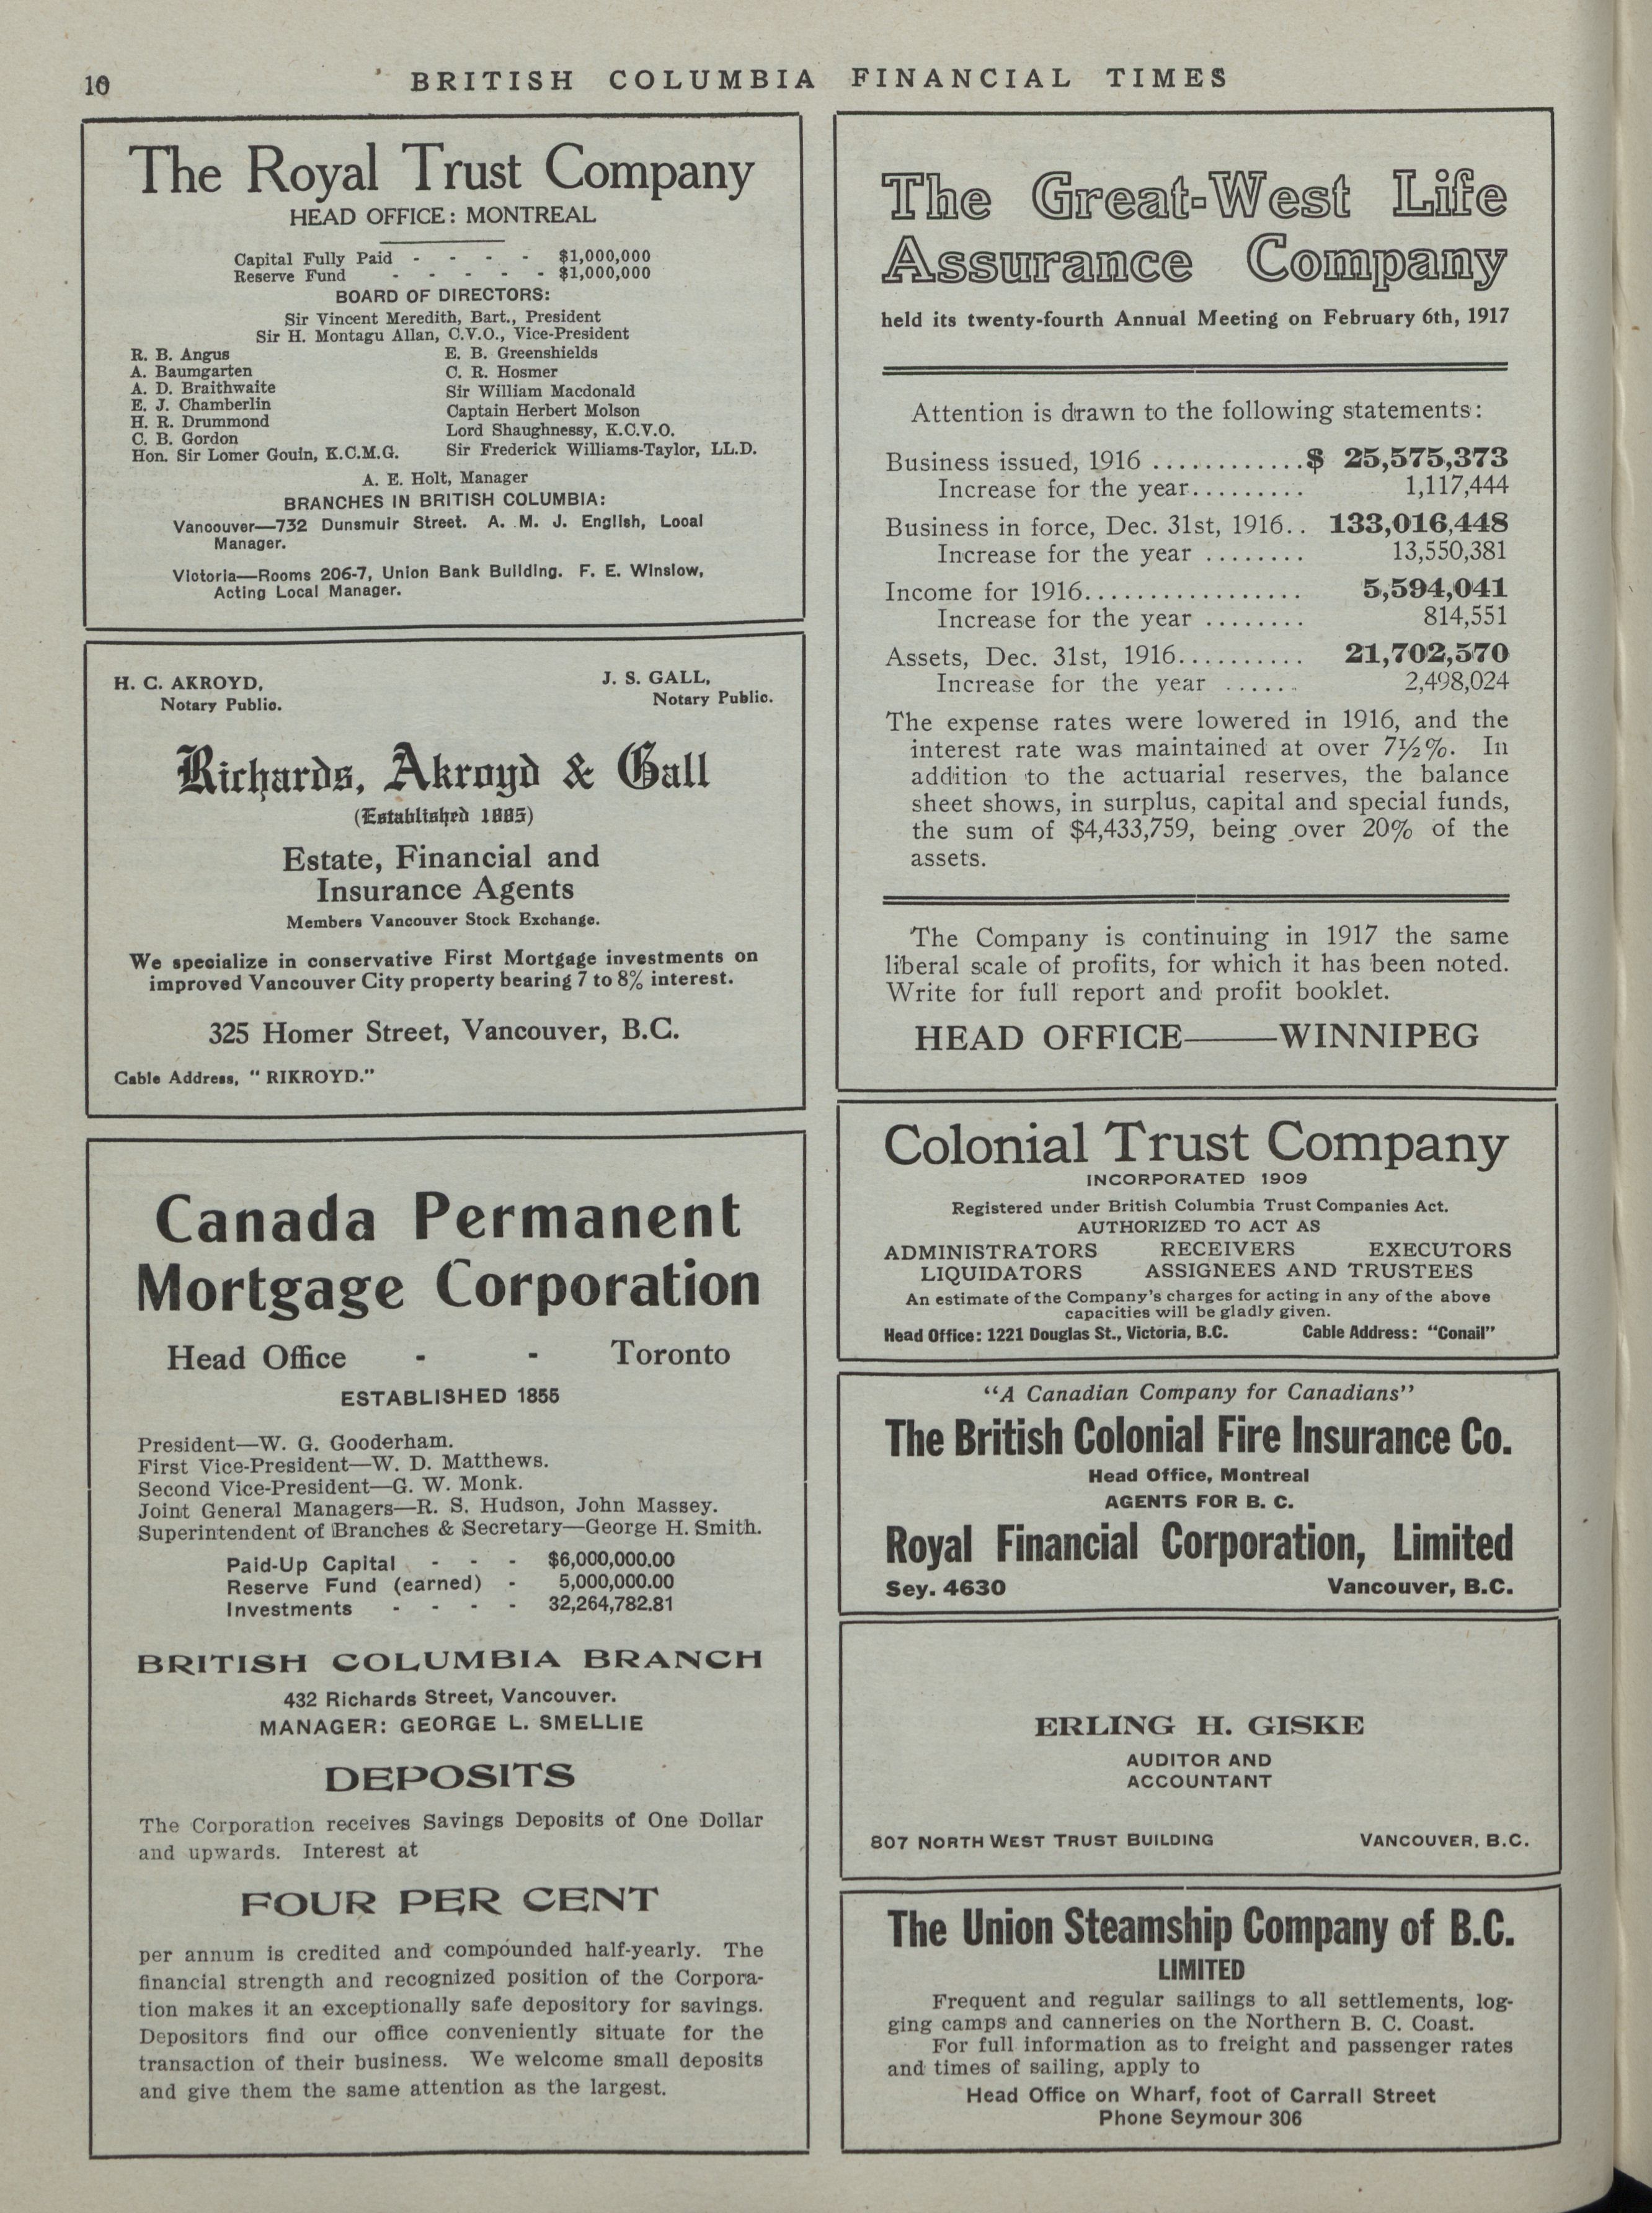 10
BRITISH COLUMBIA FINANCIAL TIMES
The Royal Trust Company
HEAD OFFICE: MONTREAL
Capital Fully Paid - - - - $1,000,000
Reserve Fund - - - - - $1,000,000
BOARD OF DIRECTORS:
Sir Vincent Meredith, Bart., President
Sir H. Montagu Allan, C.V.O., Vice-President
R. B. Angus
A. Baumgarten
A. D. Braithwaite
E. J. Chamberlin
H. R. Drummond
C. B. Gordon
Hon. Sir Lomer Gouin, K.C.M.G.
E. B. Greenshields
C. R. Hosmer
Sir William Macdonald
Captain Herbert Molson
Lord Shaughnessy, K.C.V.O.
Sir Frederick Williams-Taylor, LL.D.
A. E. Holt, Manager
BRANCHES IN BRITISH COLUMBIA:
Vancouver—732 Dunsmuir Street. A. M. J. English, Local
Manager.
Victoria—Rooms 206-7, Union Bank Building. F. E. Winslow,
Acting Local Manager.
H. C. AKROYD,
Notary Public.
J. S. GALL,
Notary Public.
Richards, Akroyd & Gall
(Established 1885)
Estate, Financial and
Insurance Agents
Members Vancouver Stock Exchange.
We specialize in conservative First Mortgage investments on
improved Vancouver City property bearing 7 to 8% interest.
325 Homer Street, Vancouver, B.C.
Cable Address, "RIKROYD."
Canada Permanent
Mortgage Corporation
Head Office - - Toronto
ESTABLISHED 1855
President—W. G. Gooderham.
First Vice-President—W. D. Matthews.
Second Vice-President—G. W. Monk.
Joint General Managers—R. S. Hudson, John Massey.
Superintendent of Branches & Secretary—George H. Smith.
Paid-Up Capital - - - $6,000,000.00
Reserve Fund (earned) - 5,000,000.00
Investments - - - - 32,264,782.81
BRITISH COLUMBIA BRANCH
432 Richards Street, Vancouver.
MANAGER: GEORGE L. SMELLIE
DEPOSITS
The Corporation receives Savings Deposits of One Dollar
and upwards. Interest at
FOUR PER CENT
per annum is credited and compounded half-yearly. The
financial strength and recognized position of the Corpora-
tion makes it an exceptionally safe depository for savings.
Depositors find our office conveniently situate for the
transaction of their business. We welcome small deposits
and give them the same attention as the largest.
The Great-West Life
Assurance Company
held its twenty-fourth Annual Meeting on February 6th, 1917
Attention is drawn to the following statements:
Business issued, 1916 ............$ 25,575,373
Increase for the year......... 1,117,444
Business in force, Dec. 31st, 1916.. 133,016,448
Increase for the year ........ 13,550,381
Income for 1916................. 5,594,041
Increase for the year ........ 814,551
Assets, Dec. 31st, 1916.......... 21,702,570
Increase for the year ...... 2,498,024
The expense rates were lowered in 1916, and the
interest rate was maintained at over 7½%. In
addition to the actuarial reserves, the balance
sheet shows, in surplus, capital and special funds,
the sum of $4,433,759, being over 20% of the
assets.
The Company is continuing in 1917 the same
liberal scale of profits, for which it has been noted.
Write for full report and profit booklet.
HEAD OFFICE——WINNIPEG
Colonial Trust Company
INCORPORATED 1909
Registered under British Columbia Trust Companies Act.
AUTHORIZED TO ACT AS
ADMINISTRATORS RECEIVERS EXECUTORS
LIQUIDATORS ASSIGNEES AND TRUSTEES
An estimate of the Company's charges for acting in any of the above
capacities will be gladly given.
Head Office: 1221 Douglas St., Victoria, B.C. Cable Address: "Conail"
"A Canadian Company for Canadians"
The British Colonial Fire Insurance Co.
Head Office, Montreal
AGENTS FOR B. C.
Royal Financial Corporation, Limited
Sey. 4630 Vancouver, B.C.
ERLING H. GISKE
AUDITOR AND
ACCOUNTANT
807 NORTH WEST TRUST BUILDING VANCOUVER, B.C.
The Union Steamship Company of B.C.
LIMITED
Frequent and regular sailings to all settlements, log-
ging camps and canneries on the Northern B. C. Coast.
For full information as to freight and passenger rates
and times of sailing, apply to
Head Office on Wharf, foot of Carrall Street
Phone Seymour 306